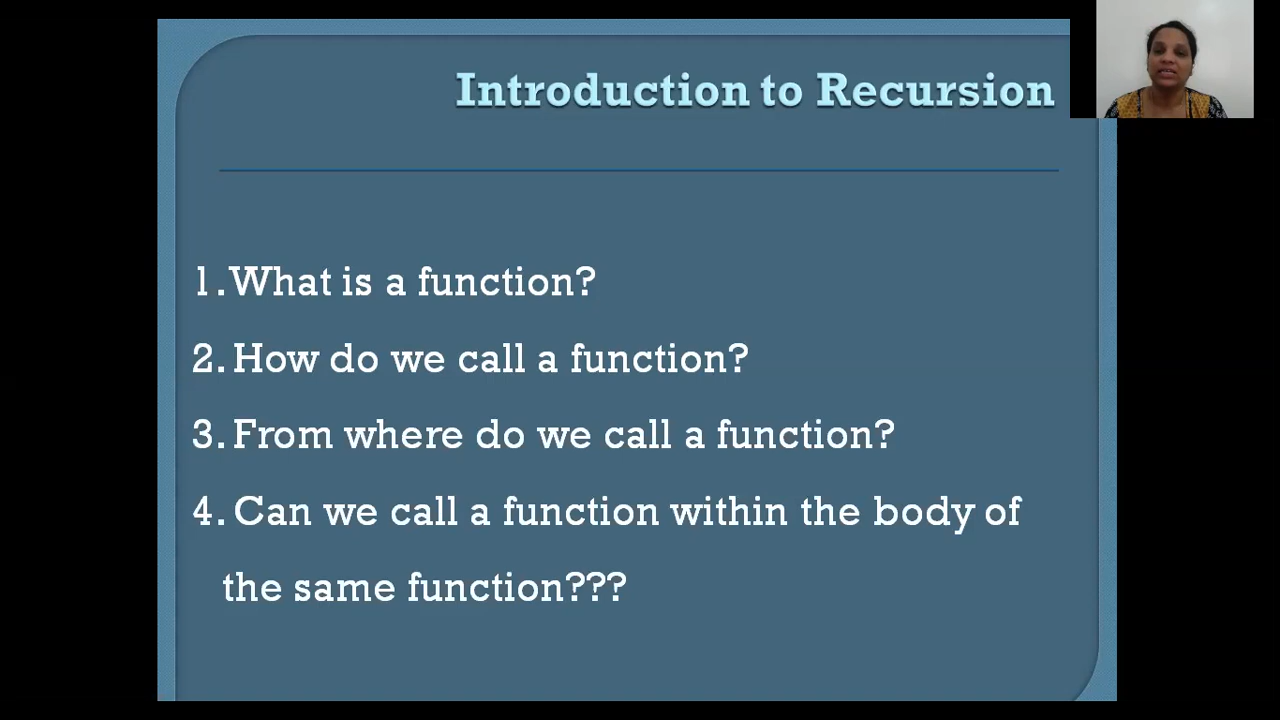 Introduction to Recursion
1. What is a function?
2. How do we call a function?
3. From where do we call a function?
4. Can we call a function within the body of
the same function???